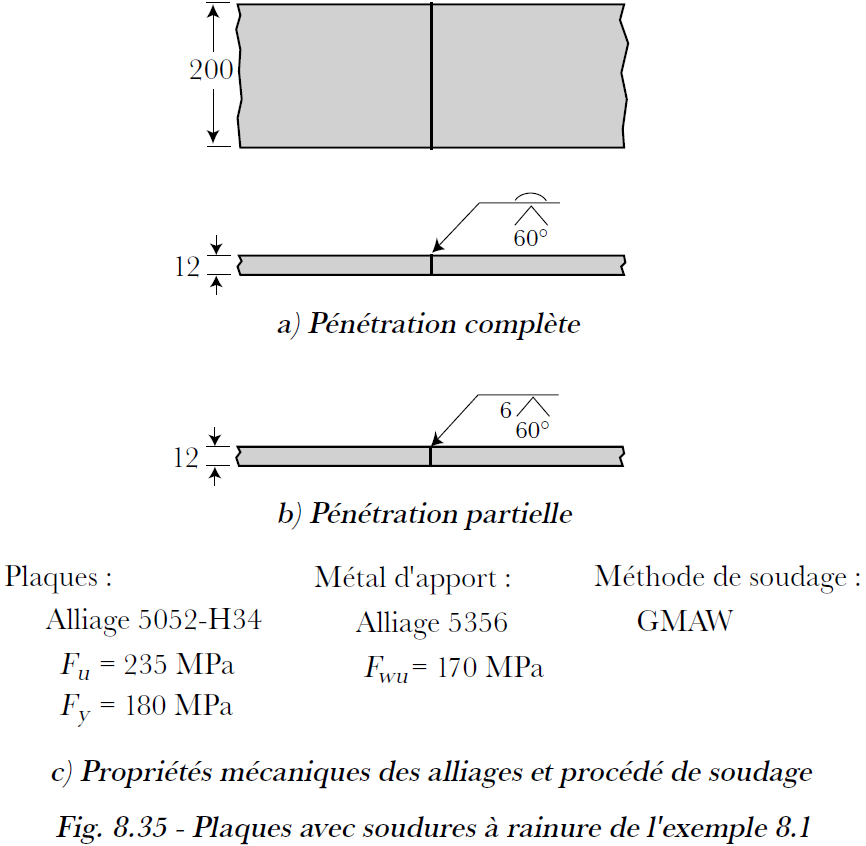 200
60°
12
a) Pénétration complète
6
60°
12
b) Pénétration partielle
Plaques : Métal d'apport : Méthode de soudage :
Alliage 5052-H34 Alliage 5356 GMAW
Fu = 235 MPa Fwu = 170 MPa
Fy = 180 MPa
c) Propriétés mécaniques des alliages et procédé de soudage
Fig. 8.35 - Plaques avec soudures à rainure de l'exemple 8.1